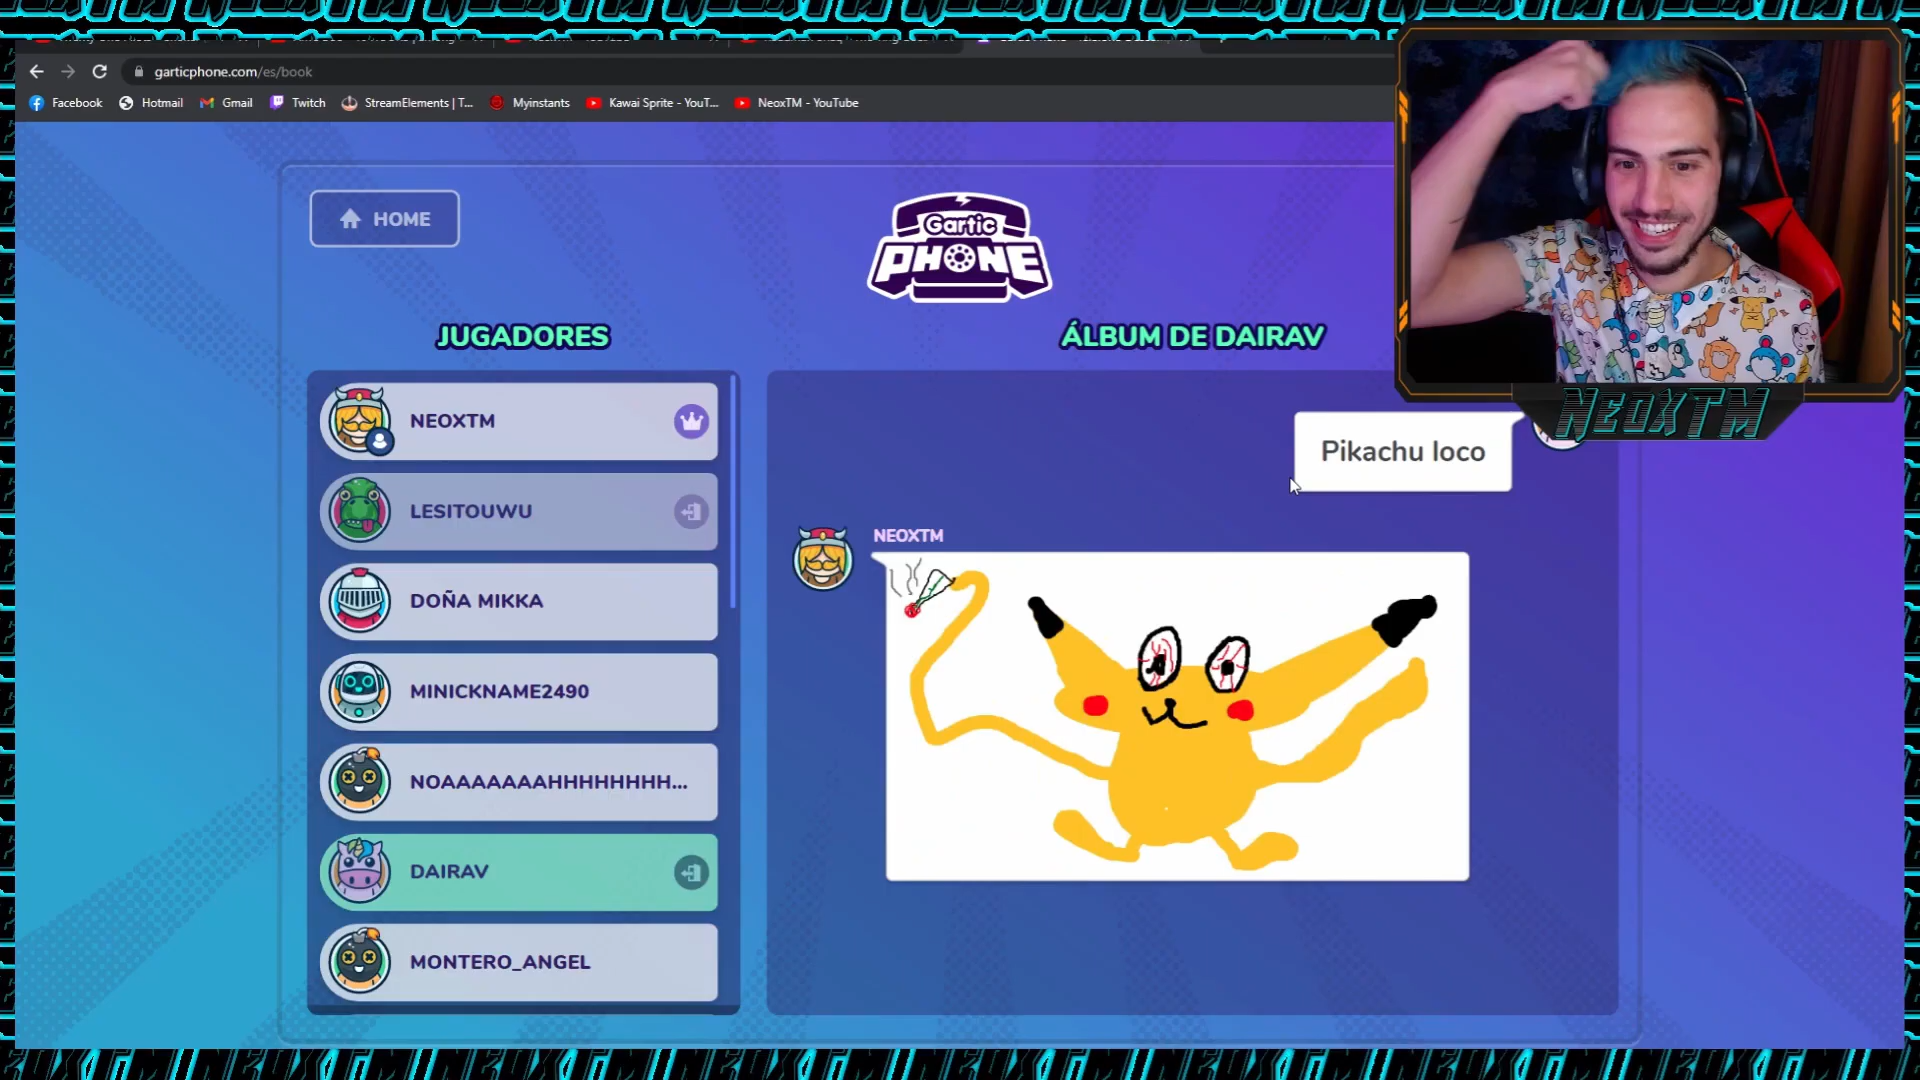 garticphone.com/es/book
Facebook Hotmail Gmail Twitch StreamElements | T... Myinstants Kawai Sprite - YouT... NeoxTM - YouTube
HOME
Gartic
PHONE
JUGADORES
ÁLBUM DE DAIRAV
NEOXTM
LESITOUWU
DOÑA MIKKA
MINICKNAME2490
NOAAAAAAAHHHHHHHH...
DAIRAV
MONTERO_ANGEL
Pikachu loco
NEOXTM
NEOXTM